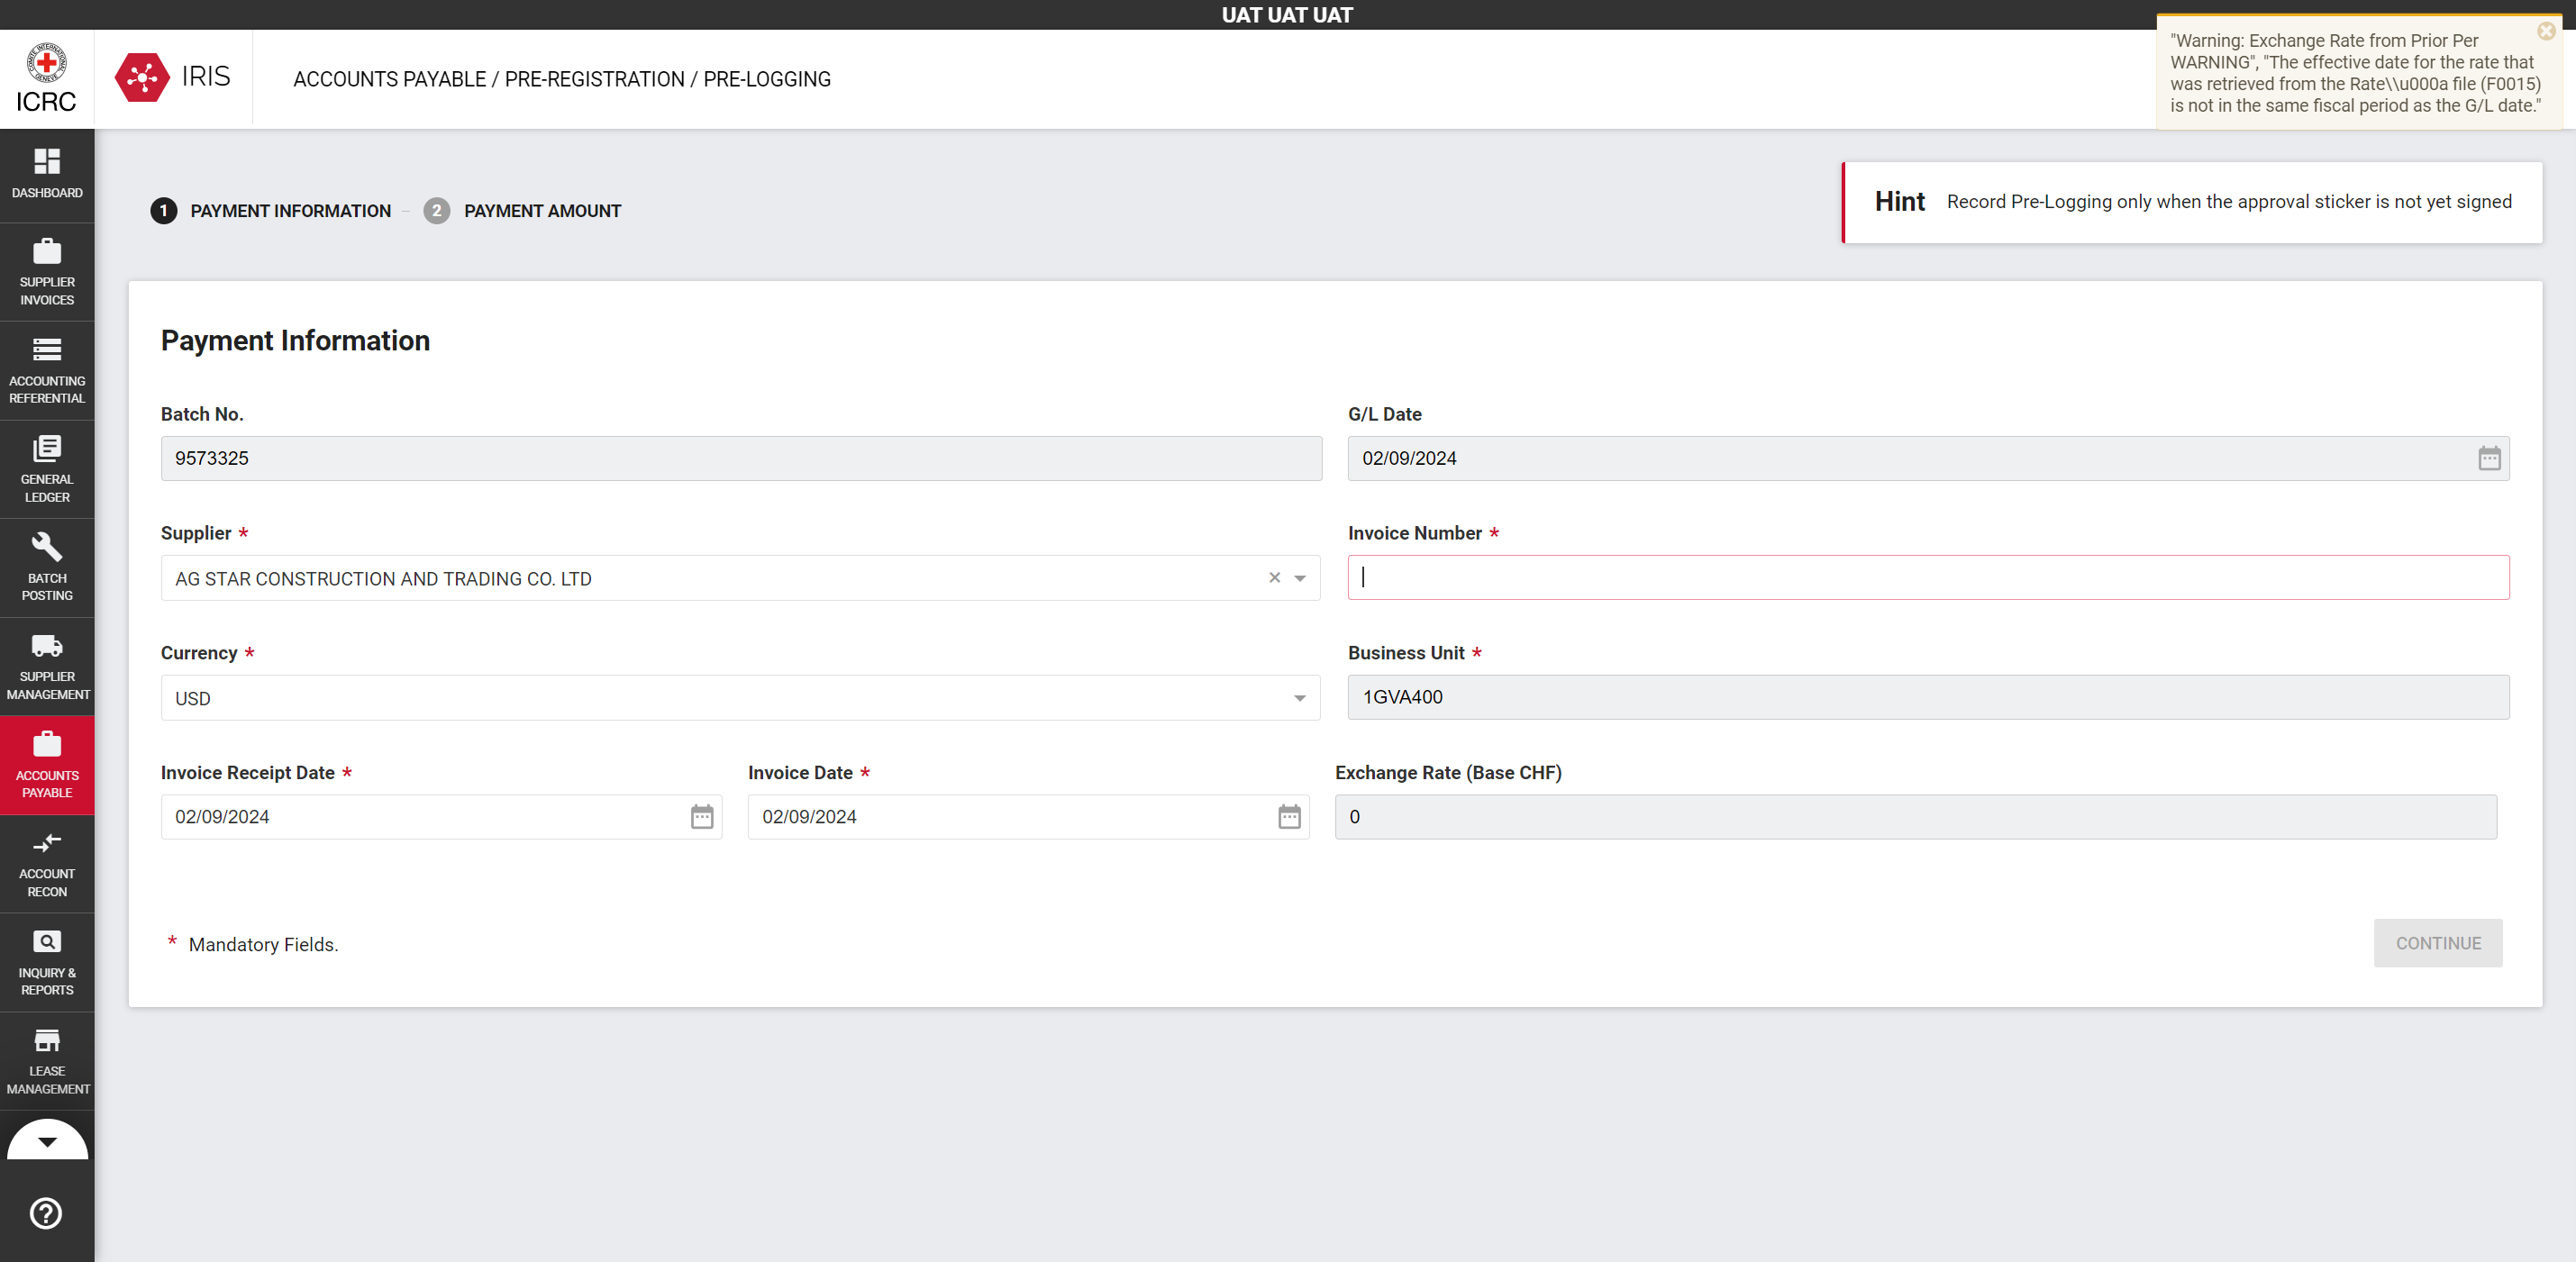 UAT UAT UAT
COMITE INTERNATIONAL GENEVE
ICRC
IRIS
ACCOUNTS PAYABLE / PRE-REGISTRATION / PRE-LOGGING
"Warning: Exchange Rate from Prior Per
WARNING", "The effective date for the rate that
was retrieved from the Rate\\u000a file (F0015)
is not in the same fiscal period as the G/L date."
DASHBOARD
SUPPLIER
INVOICES
ACCOUNTING
REFERENTIAL
GENERAL
LEDGER
BATCH
POSTING
SUPPLIER
MANAGEMENT
ACCOUNTS
PAYABLE
ACCOUNT
RECON
INQUIRY &
REPORTS
LEASE
MANAGEMENT
1 PAYMENT INFORMATION – 2 PAYMENT AMOUNT
Hint Record Pre-Logging only when the approval sticker is not yet signed
Payment Information
Batch No.
9573325
G/L Date
02/09/2024
Supplier *
AG STAR CONSTRUCTION AND TRADING CO. LTD
Invoice Number *
Currency *
USD
Business Unit *
1GVA400
Invoice Receipt Date *
02/09/2024
Invoice Date *
02/09/2024
Exchange Rate (Base CHF)
0
* Mandatory Fields.
CONTINUE